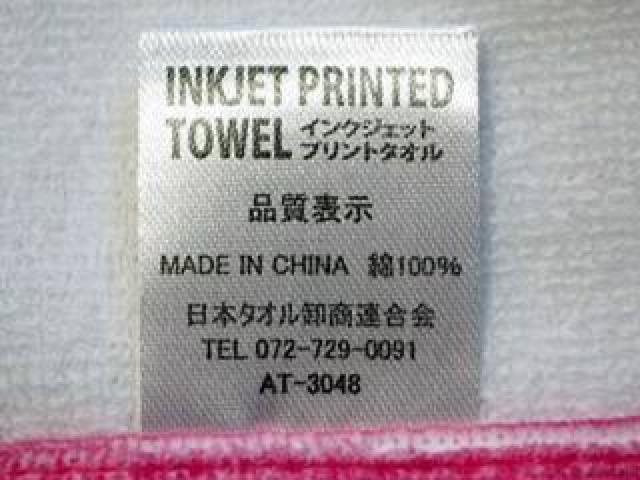 INKJET PRINTED
TOWEL インクジェット
プリントタオル
品質表示
MADE IN CHINA 綿100%
日本タオル卸商連合会
TEL 072-729-0091
AT-3048